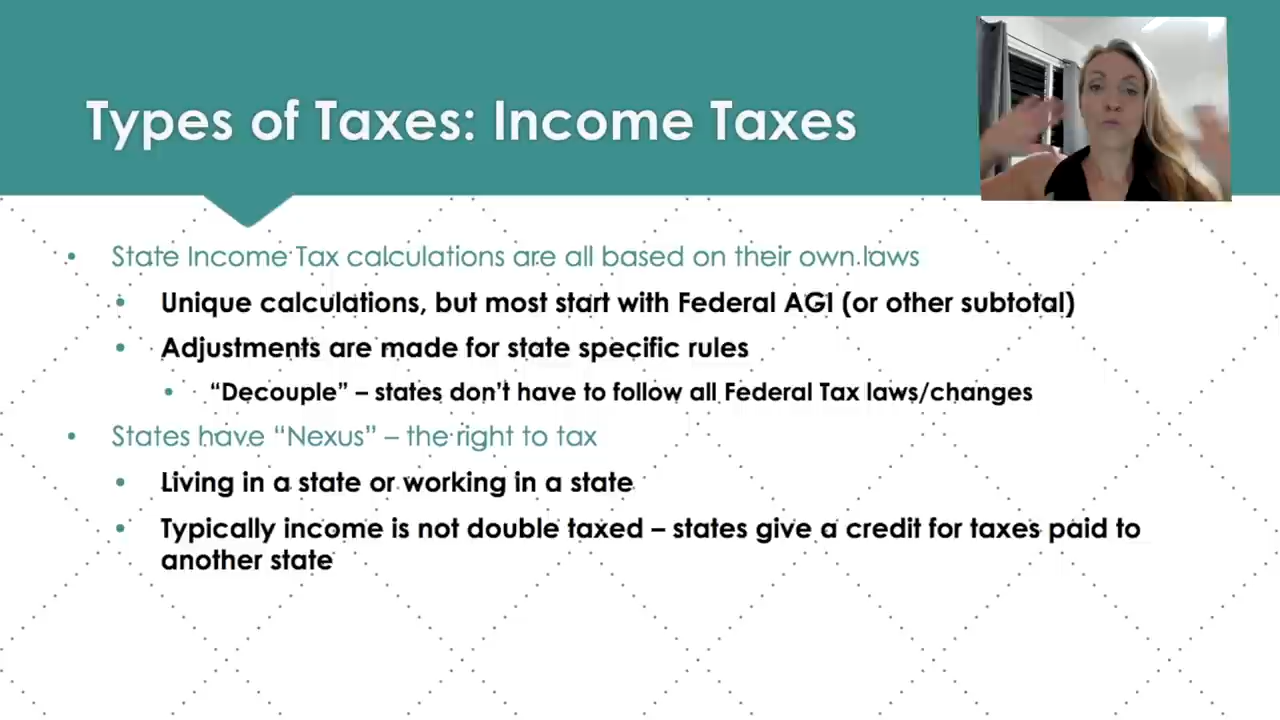 Types of Taxes: Income Taxes
• State Income Tax calculations are all based on their own laws
• Unique calculations, but most start with Federal AGI (or other subtotal)
• Adjustments are made for state specific rules
• “Decouple” – states don’t have to follow all Federal Tax laws/changes
• States have “Nexus” – the right to tax
• Living in a state or working in a state
• Typically income is not double taxed – states give a credit for taxes paid to
another state